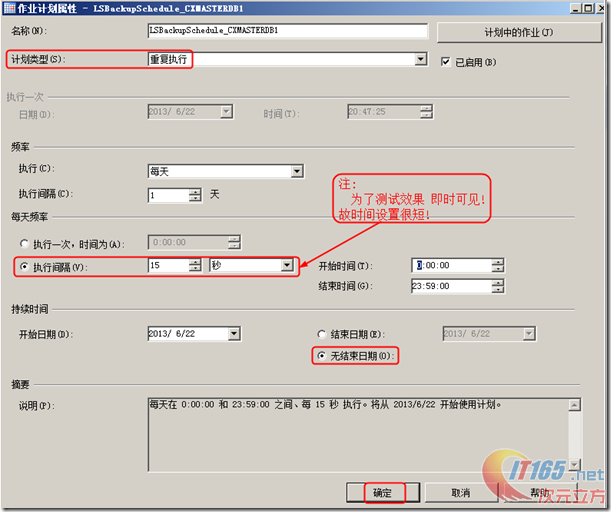 作业计划属性 - LSBackupSchedule_CXMASTERDB1
名称(N): LSBackupSchedule_CXMASTERDB1 计划中的作业(J)
计划类型(S): 重复执行 已启用(B)
执行一次
日期(D): 2013/ 6/22 时间(T): 20:47:25
频率
执行(C): 每天
执行间隔(C): 1 天
注:
为了测试效果 即时可见!
故时间设置很短!
每天频率
执行一次,时间为(A): 0:00:00
执行间隔(V): 15 秒 开始时间(T): 0:00:00
结束时间(G): 23:59:00
持续时间
开始日期(D): 2013/ 6/22 结束日期(E): 2013/ 6/22
无结束日期(O):
摘要
说明(P): 每天在 0:00:00 和 23:59:00 之间、每 15 秒 执行。将从 2013/6/22 开始使用计划。
IT165.net
次元立方
确定 取消 帮助